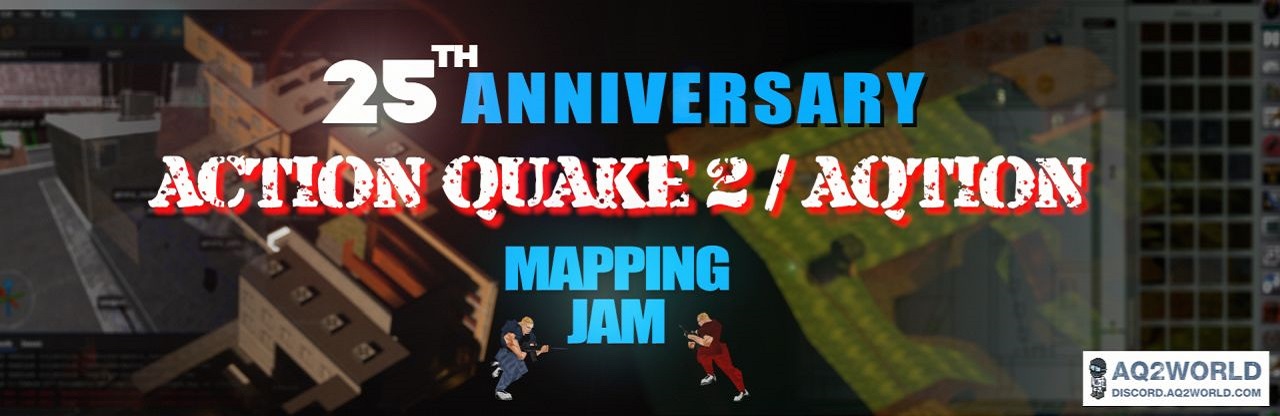 25TH ANNIVERSARY
ACTION QUAKE 2 / AQTION
MAPPING
JAM
AQ2WORLD
DISCORD.AQ2WORLD.COM